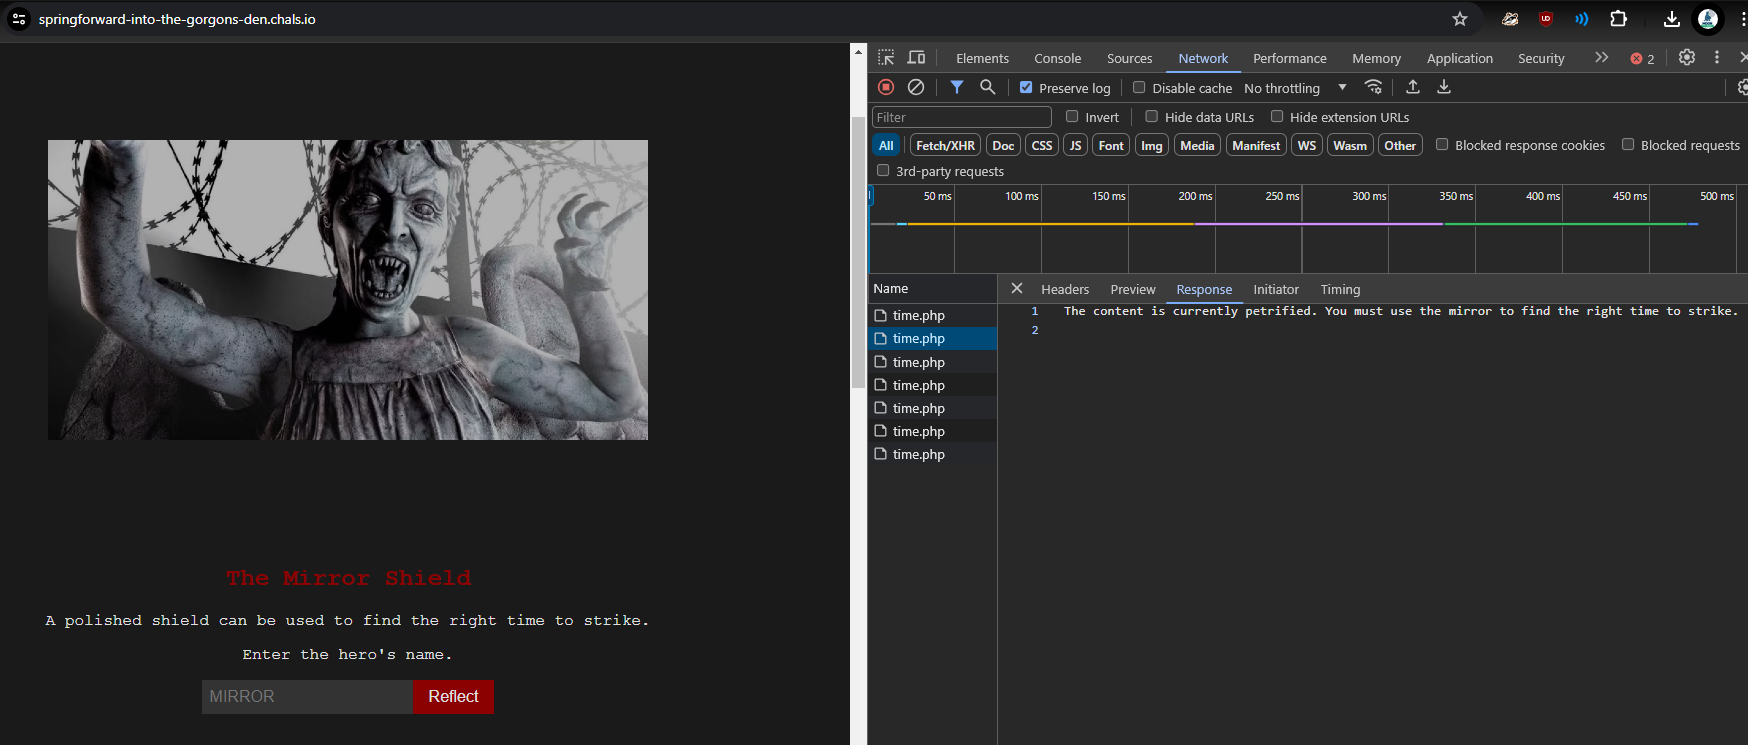 springforward-into-the-gorgons-den.chals.io
Elements Console Sources Network Performance Memory Application Security 2
Preserve log Disable cache No throttling
Filter Invert Hide data URLs Hide extension URLs
All Fetch/XHR Doc CSS JS Font Img Media Manifest WS Wasm Other Blocked response cookies Blocked requests
3rd-party requests
50 ms 100 ms 150 ms 200 ms 250 ms 300 ms 350 ms 400 ms 450 ms 500 ms
Name Headers Preview Response Initiator Timing
time.php
time.php
time.php
time.php
time.php
time.php
time.php
1 The content is currently petrified. You must use the mirror to find the right time to strike.
2
The Mirror Shield
A polished shield can be used to find the right time to strike.
Enter the hero's name.
MIRROR Reflect